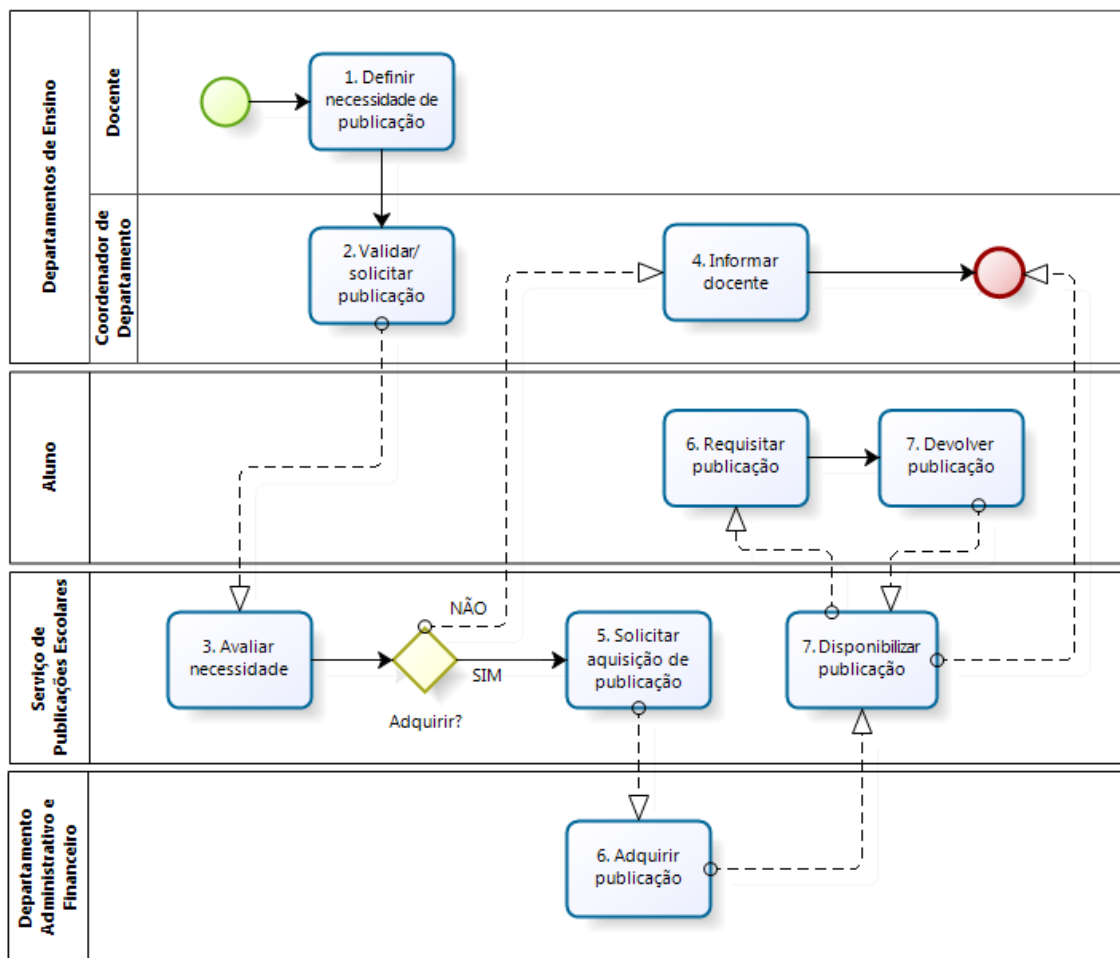 Departamentos de Ensino
Docente
1. Definir
necessidade de
publicação
Coordenador de
Departamento
2. Validar/
solicitar
publicação
4. Informar
docente
Aluno
6. Requisitar
publicação
7. Devolver
publicação
Serviço de
Publicações Escolares
3. Avaliar
necessidade
NÃO
SIM
Adquirir?
5. Solicitar
aquisição de
publicação
7. Disponibilizar
publicação
Departamento
Administrativo e
Financeiro
6. Adquirir
publicação